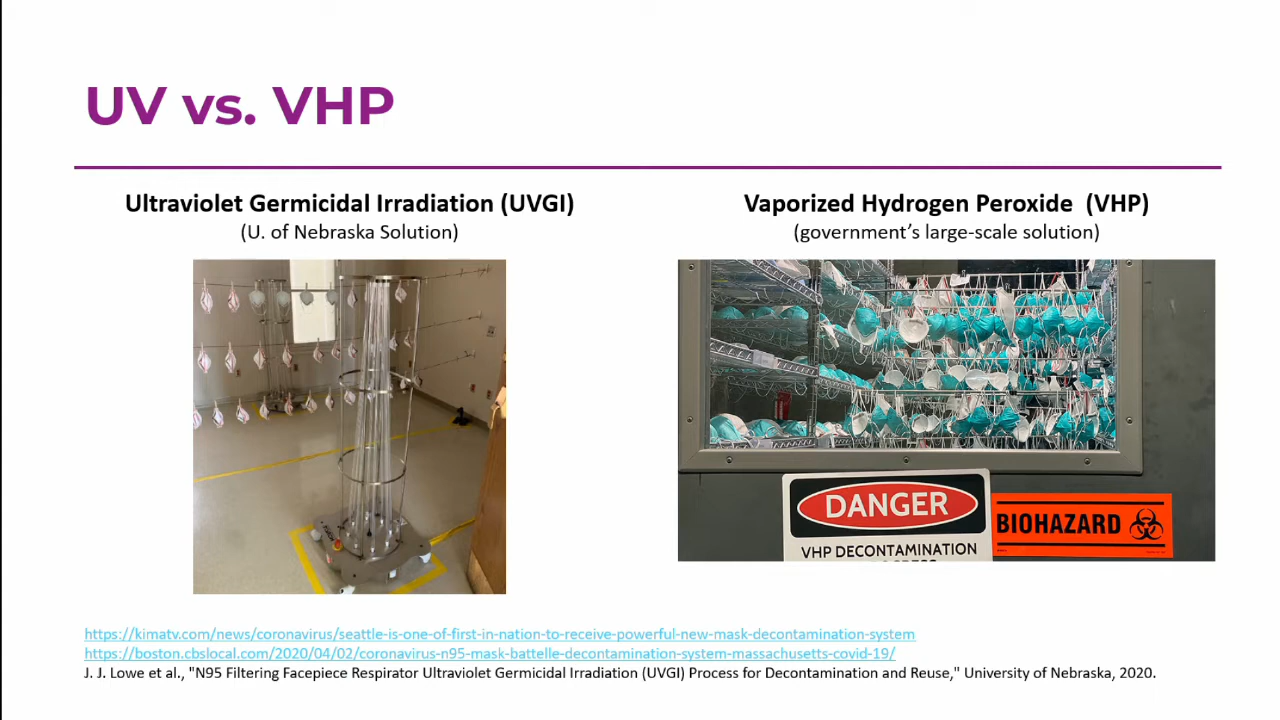 UV vs. VHP
Ultraviolet Germicidal Irradiation (UVGI)
(U. of Nebraska Solution)
Vaporized Hydrogen Peroxide (VHP)
(government's large-scale solution)
DANGER
VHP DECONTAMINATION
BIOHAZARD
https://kimatv.com/news/coronavirus/seattle-is-one-of-first-in-nation-to-receive-powerful-new-mask-decontamination-system
https://boston.cbslocal.com/2020/04/02/coronavirus-n95-mask-battelle-decontamination-system-massachusetts-covid-19/
J. J. Lowe et al., "N95 Filtering Facepiece Respirator Ultraviolet Germicidal Irradiation (UVGI) Process for Decontamination and Reuse," University of Nebraska, 2020.